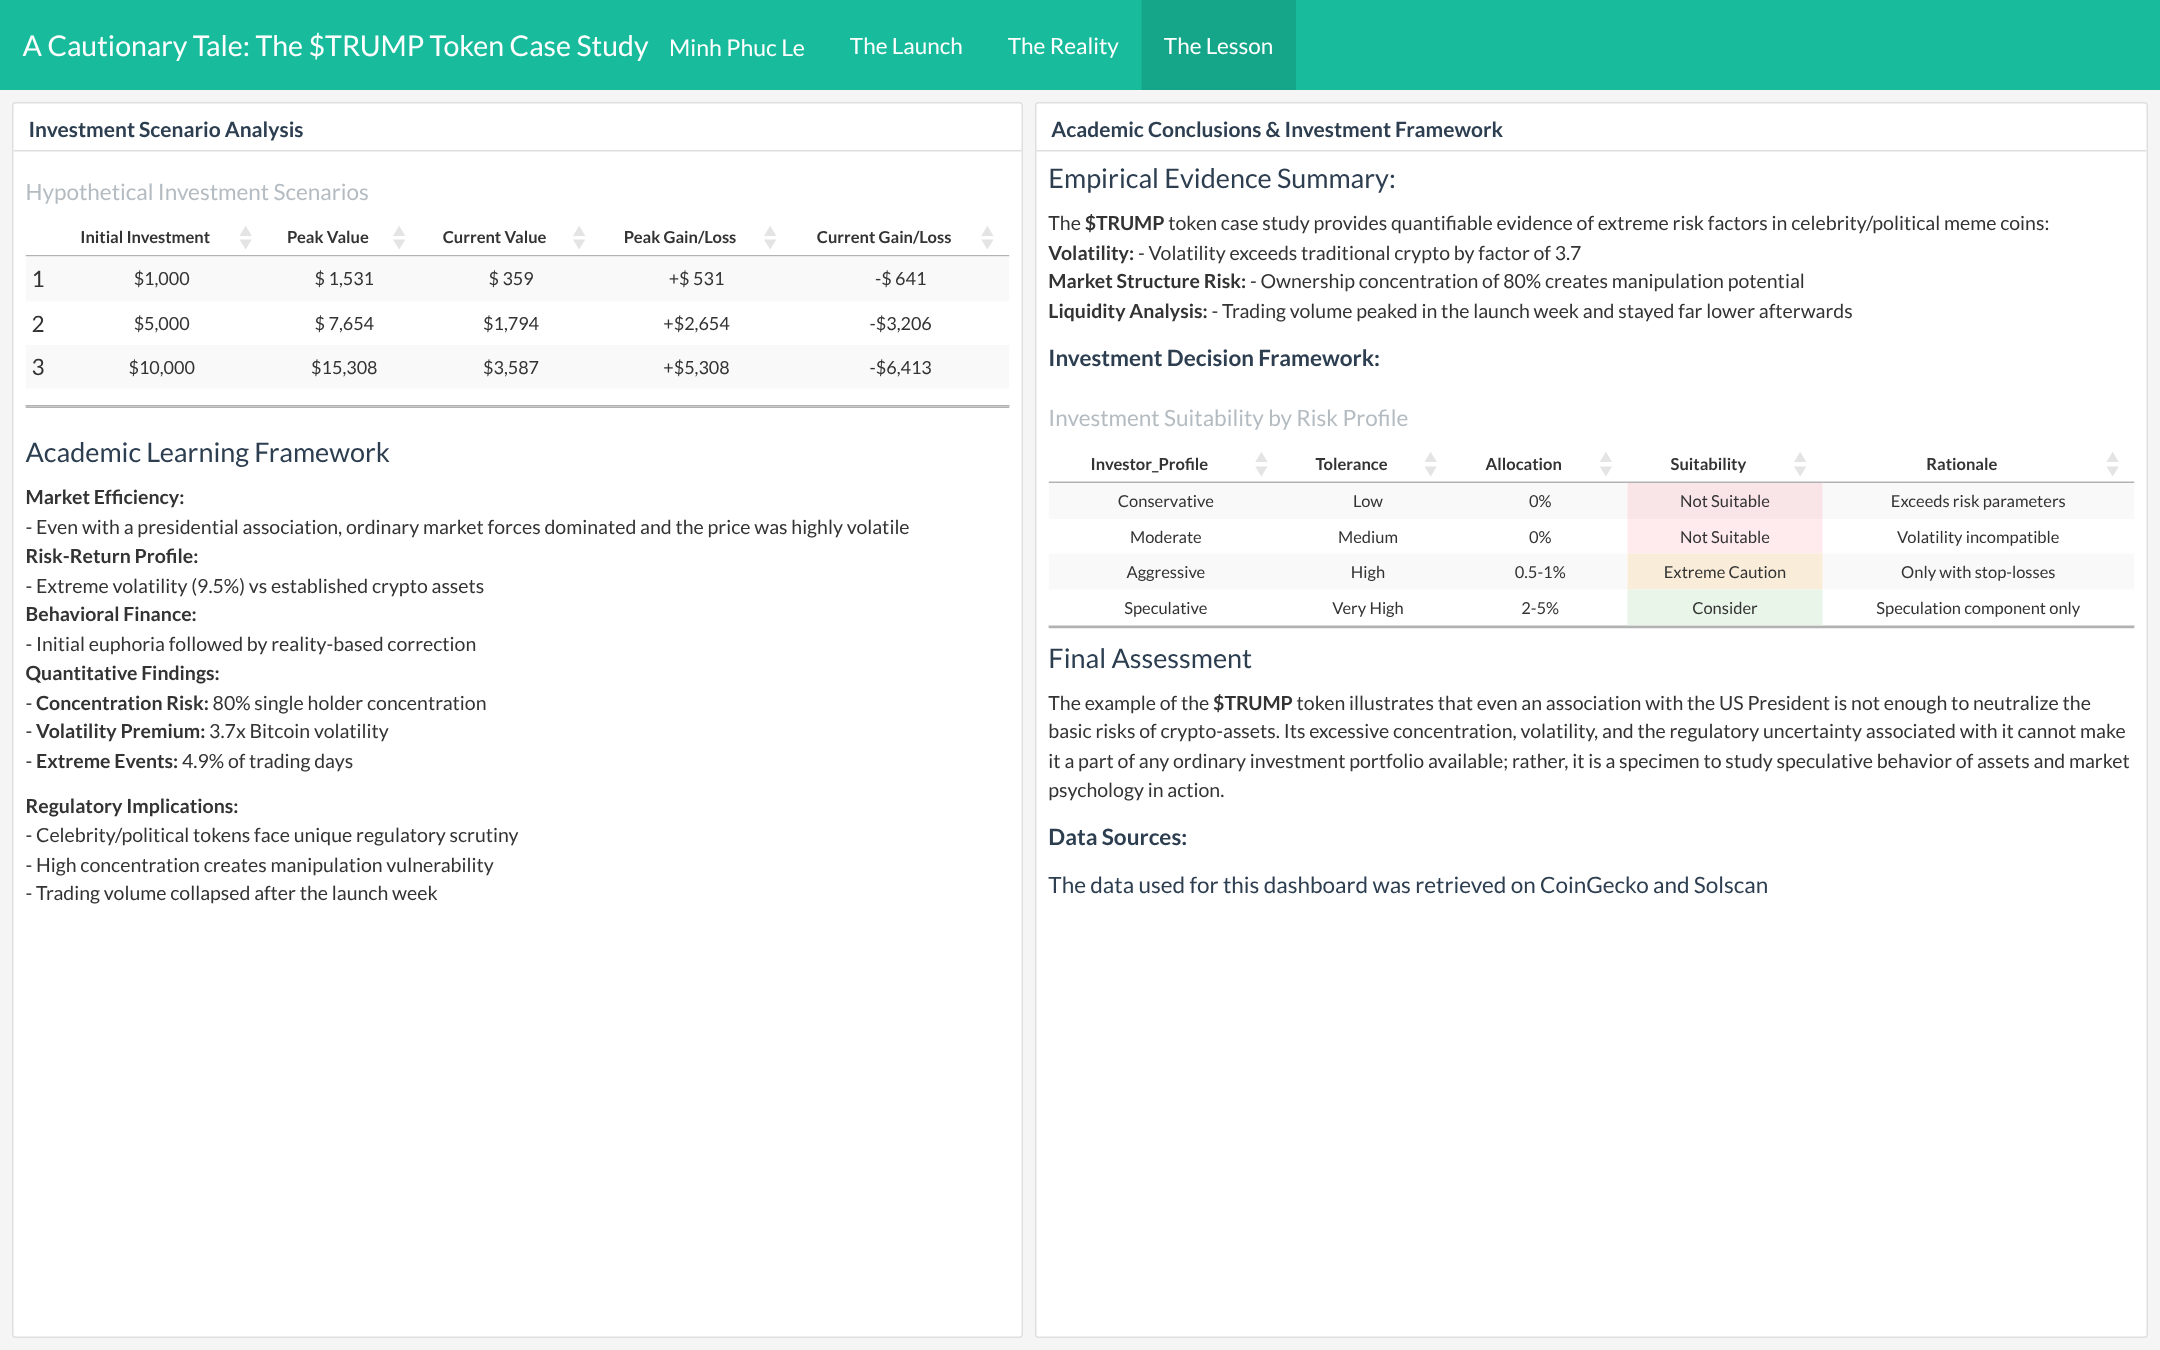 A Cautionary Tale: The $TRUMP Token Case Study Minh Phuc Le The Launch The Reality The Lesson
Investment Scenario Analysis
Hypothetical Investment Scenarios
Initial Investment Peak Value Current Value Peak Gain/Loss Current Gain/Loss
1 $1,000 $ 1,531 $ 359 +$ 531 -$ 641
2 $5,000 $ 7,654 $1,794 +$2,654 -$3,206
3 $10,000 $15,308 $3,587 +$5,308 -$6,413
Academic Learning Framework
Market Efficiency:
- Even with a presidential association, ordinary market forces dominated and the price was highly volatile
Risk-Return Profile:
- Extreme volatility (9.5%) vs established crypto assets
Behavioral Finance:
- Initial euphoria followed by reality-based correction
Quantitative Findings:
- Concentration Risk: 80% single holder concentration
- Volatility Premium: 3.7x Bitcoin volatility
- Extreme Events: 4.9% of trading days
Regulatory Implications:
- Celebrity/political tokens face unique regulatory scrutiny
- High concentration creates manipulation vulnerability
- Trading volume collapsed after the launch week
Academic Conclusions & Investment Framework
Empirical Evidence Summary:
The $TRUMP token case study provides quantifiable evidence of extreme risk factors in celebrity/political meme coins:
Volatility: - Volatility exceeds traditional crypto by factor of 3.7
Market Structure Risk: - Ownership concentration of 80% creates manipulation potential
Liquidity Analysis: - Trading volume peaked in the launch week and stayed far lower afterwards
Investment Decision Framework:
Investment Suitability by Risk Profile
Investor_Profile Tolerance Allocation Suitability Rationale
Conservative Low 0% Not Suitable Exceeds risk parameters
Moderate Medium 0% Not Suitable Volatility incompatible
Aggressive High 0.5-1% Extreme Caution Only with stop-losses
Speculative Very High 2-5% Consider Speculation component only
Final Assessment
The example of the $TRUMP token illustrates that even an association with the US President is not enough to neutralize the
basic risks of crypto-assets. Its excessive concentration, volatility, and the regulatory uncertainty associated with it cannot make
it a part of any ordinary investment portfolio available; rather, it is a specimen to study speculative behavior of assets and market
psychology in action.
Data Sources:
The data used for this dashboard was retrieved on CoinGecko and Solscan